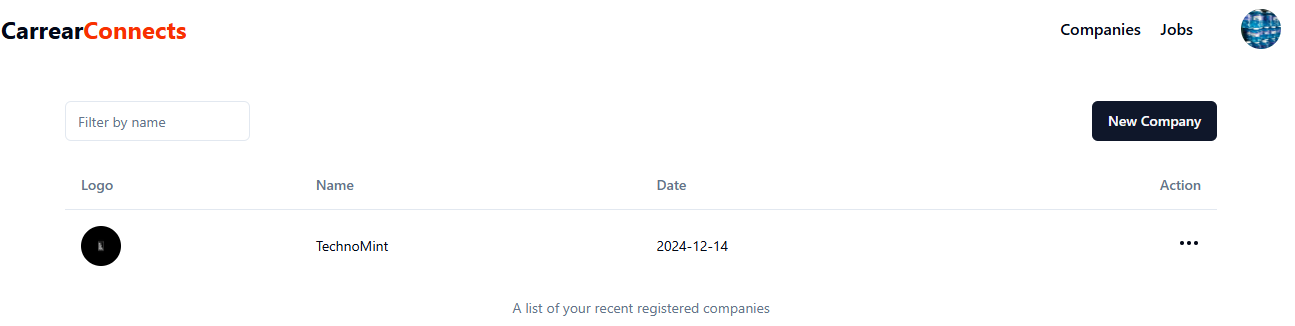 CarrearConnects
Companies Jobs
Filter by name
New Company
Logo Name Date Action
TechnoMint 2024-12-14
A list of your recent registered companies